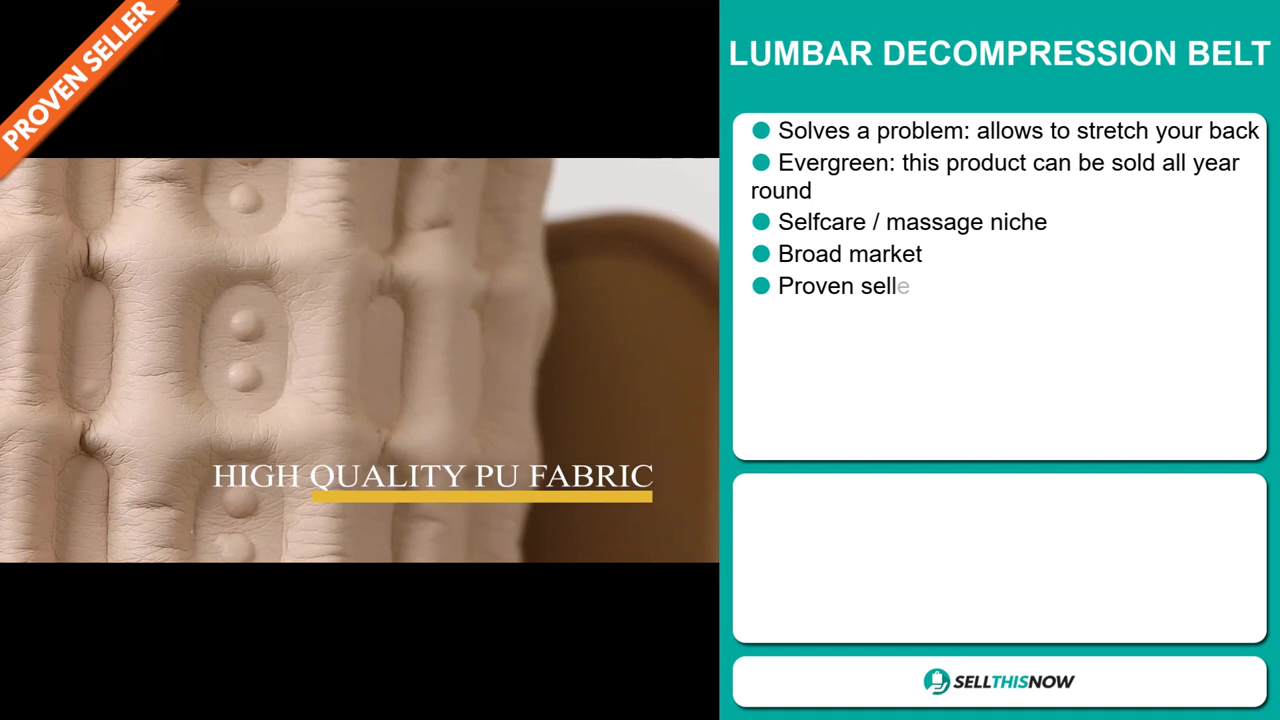 PROVEN SELLER
LUMBAR DECOMPRESSION BELT
Solves a problem: allows to stretch your back
Evergreen: this product can be sold all year
round
Selfcare / massage niche
Broad market
Proven selle
HIGH QUALITY PU FABRIC
SELLTHISNOW